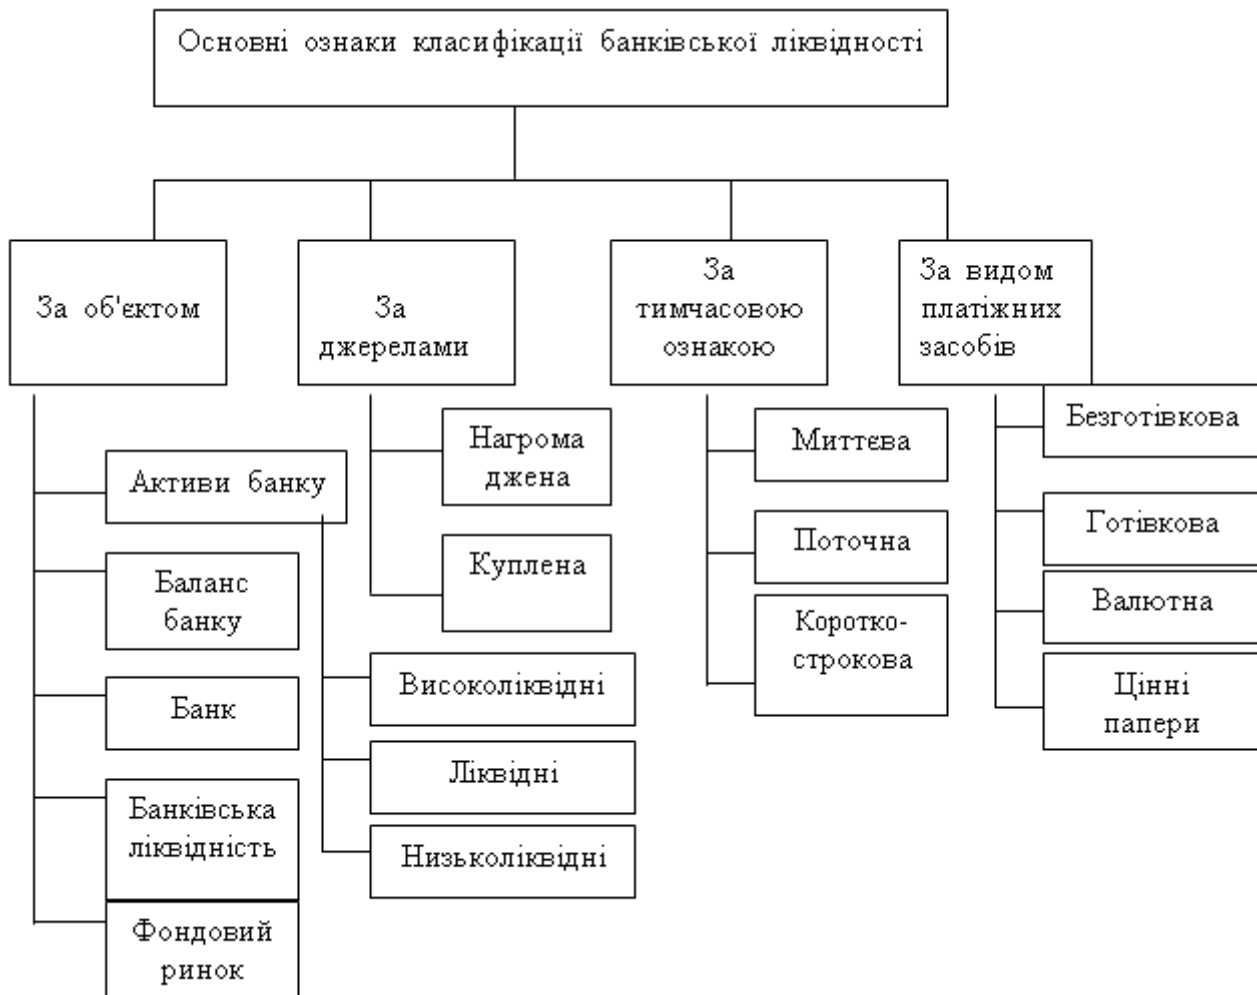 Основні ознаки класифікації банківської ліквідності
За об'єктом
За
джерелами
За
тимчасовою
ознакою
За видом
платіжних
засобів
Активи банку
Баланс
банку
Банк
Банківська
ліквідність
Фондовий
ринок
Високоліквідні
Ліквідні
Низьколіквідні
Нагрома
джена
Куплена
Миттєва
Поточна
Коротко-
строкова
Безготівкова
Готівкова
Валютна
Цінні
папери